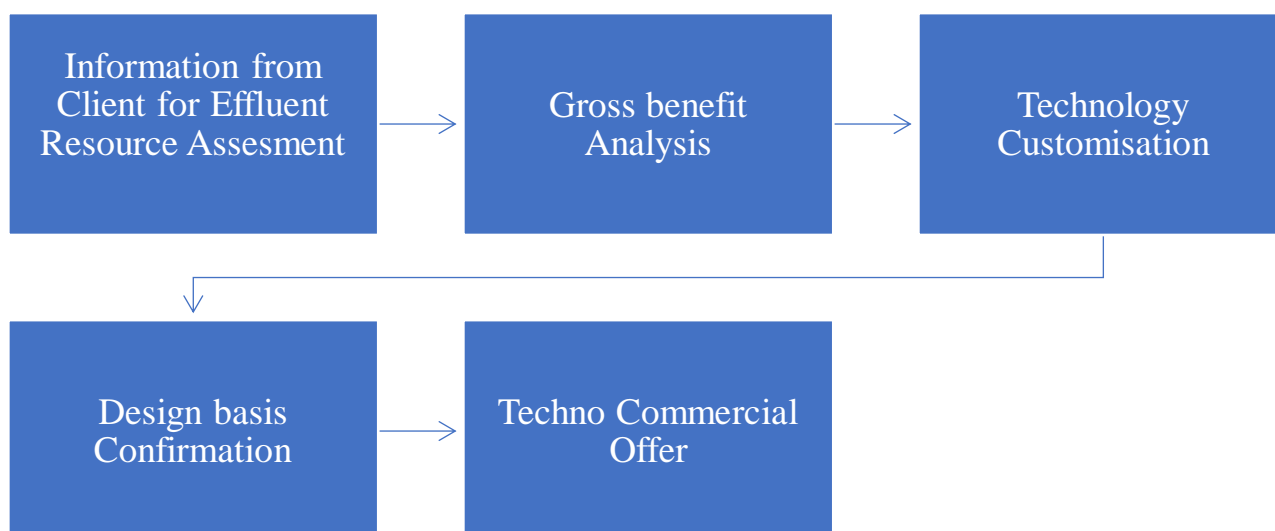 Information from
Client for Effluent
Resource Assesment
Gross benefit
Analysis
Technology
Customisation
Design basis
Confirmation
Techno Commercial
Offer